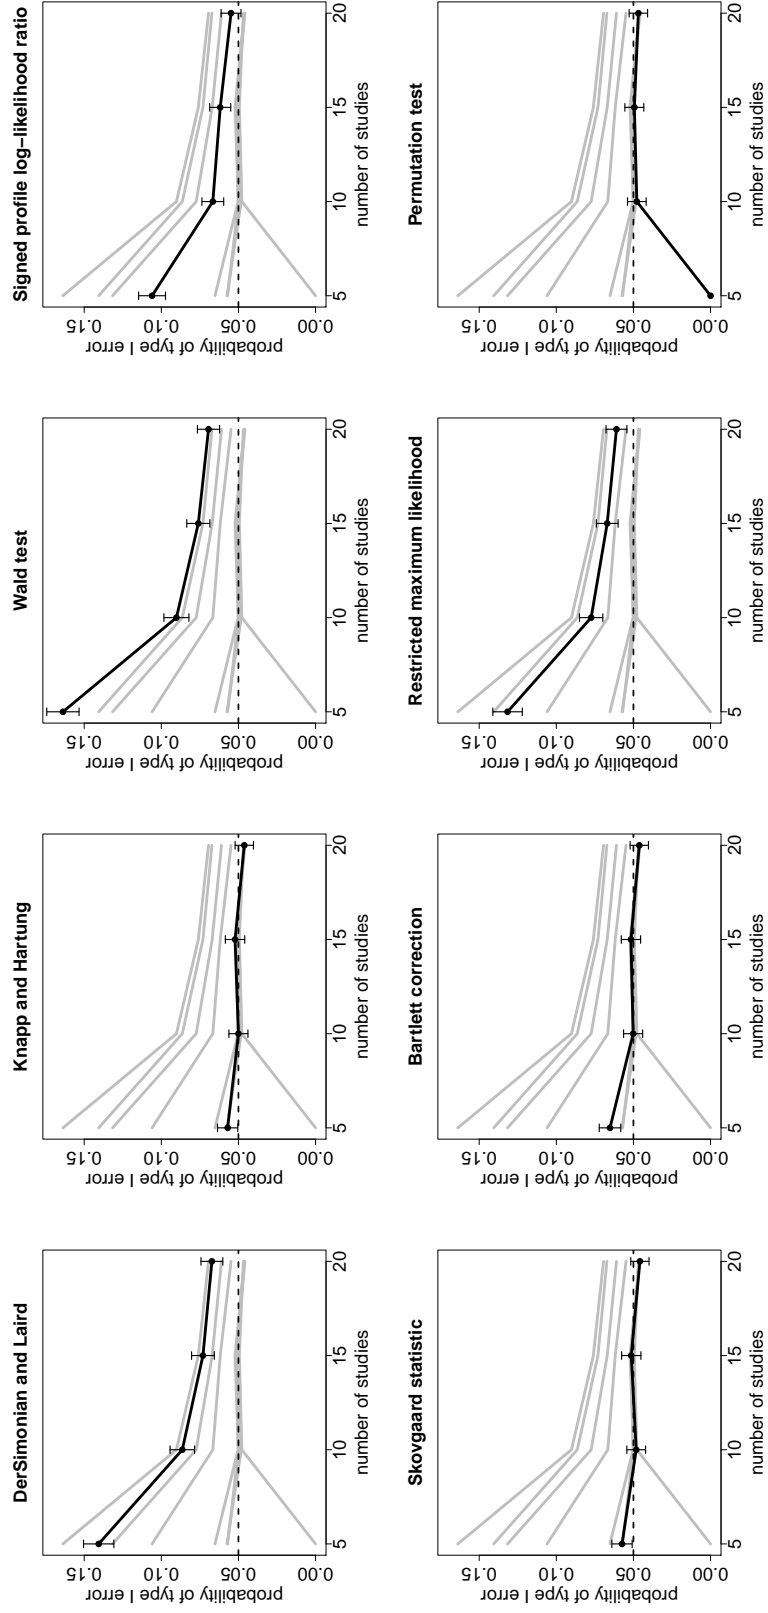 DerSimonian and Laird
probability of type I error
0.00 0.05 0.10 0.15
5 10 15 20
number of studies
Knapp and Hartung
probability of type I error
0.00 0.05 0.10 0.15
5 10 15 20
number of studies
Wald test
probability of type I error
0.00 0.05 0.10 0.15
5 10 15 20
number of studies
Signed profile log−likelihood ratio
probability of type I error
0.00 0.05 0.10 0.15
5 10 15 20
number of studies
Skovgaard statistic
probability of type I error
0.00 0.05 0.10 0.15
5 10 15 20
number of studies
Bartlett correction
probability of type I error
0.00 0.05 0.10 0.15
5 10 15 20
number of studies
Restricted maximum likelihood
probability of type I error
0.00 0.05 0.10 0.15
5 10 15 20
number of studies
Permutation test
probability of type I error
0.00 0.05 0.10 0.15
5 10 15 20
number of studies